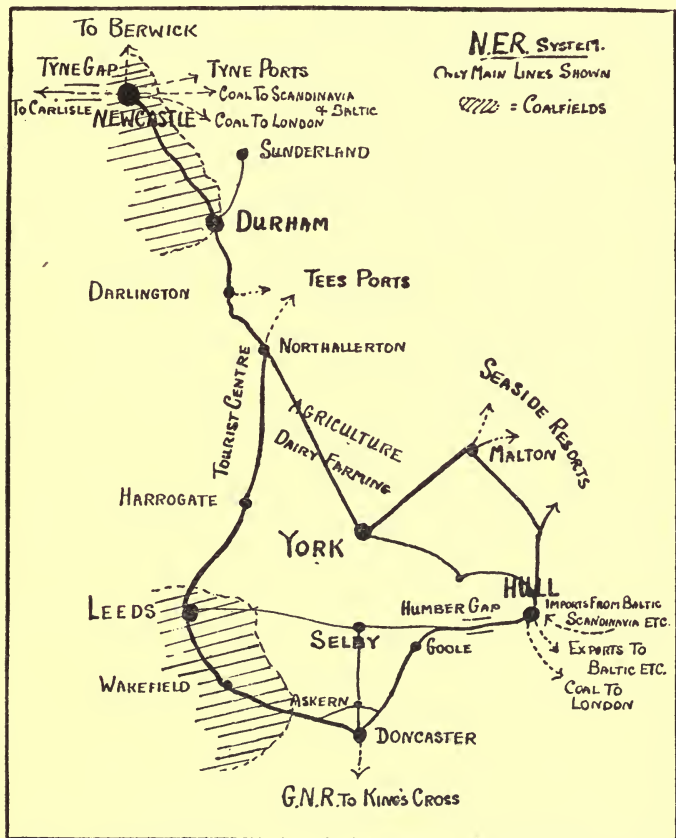 To Berwick
N.E.R. System.
Only Main Links Shown
= Coalfields
Tyne Gap
Tyne Ports
Coal To Scandinavia
& Baltic
To Carlisle
Newcastle
Coal To London
Sunderland
Durham
Darlington
Tees Ports
Northallerton
Tourist Centre
Agriculture
Dairy Farming
Seaside Resorts
Malton
Harrogate
York
Hull
Leeds
Humber Gap
Imports From Baltic
Scandinavia Etc.
Selby
Goole
Exports To
Baltic Etc.
Coal To
London
Wakefield
Askern
Doncaster
G.N.R. To King's Cross